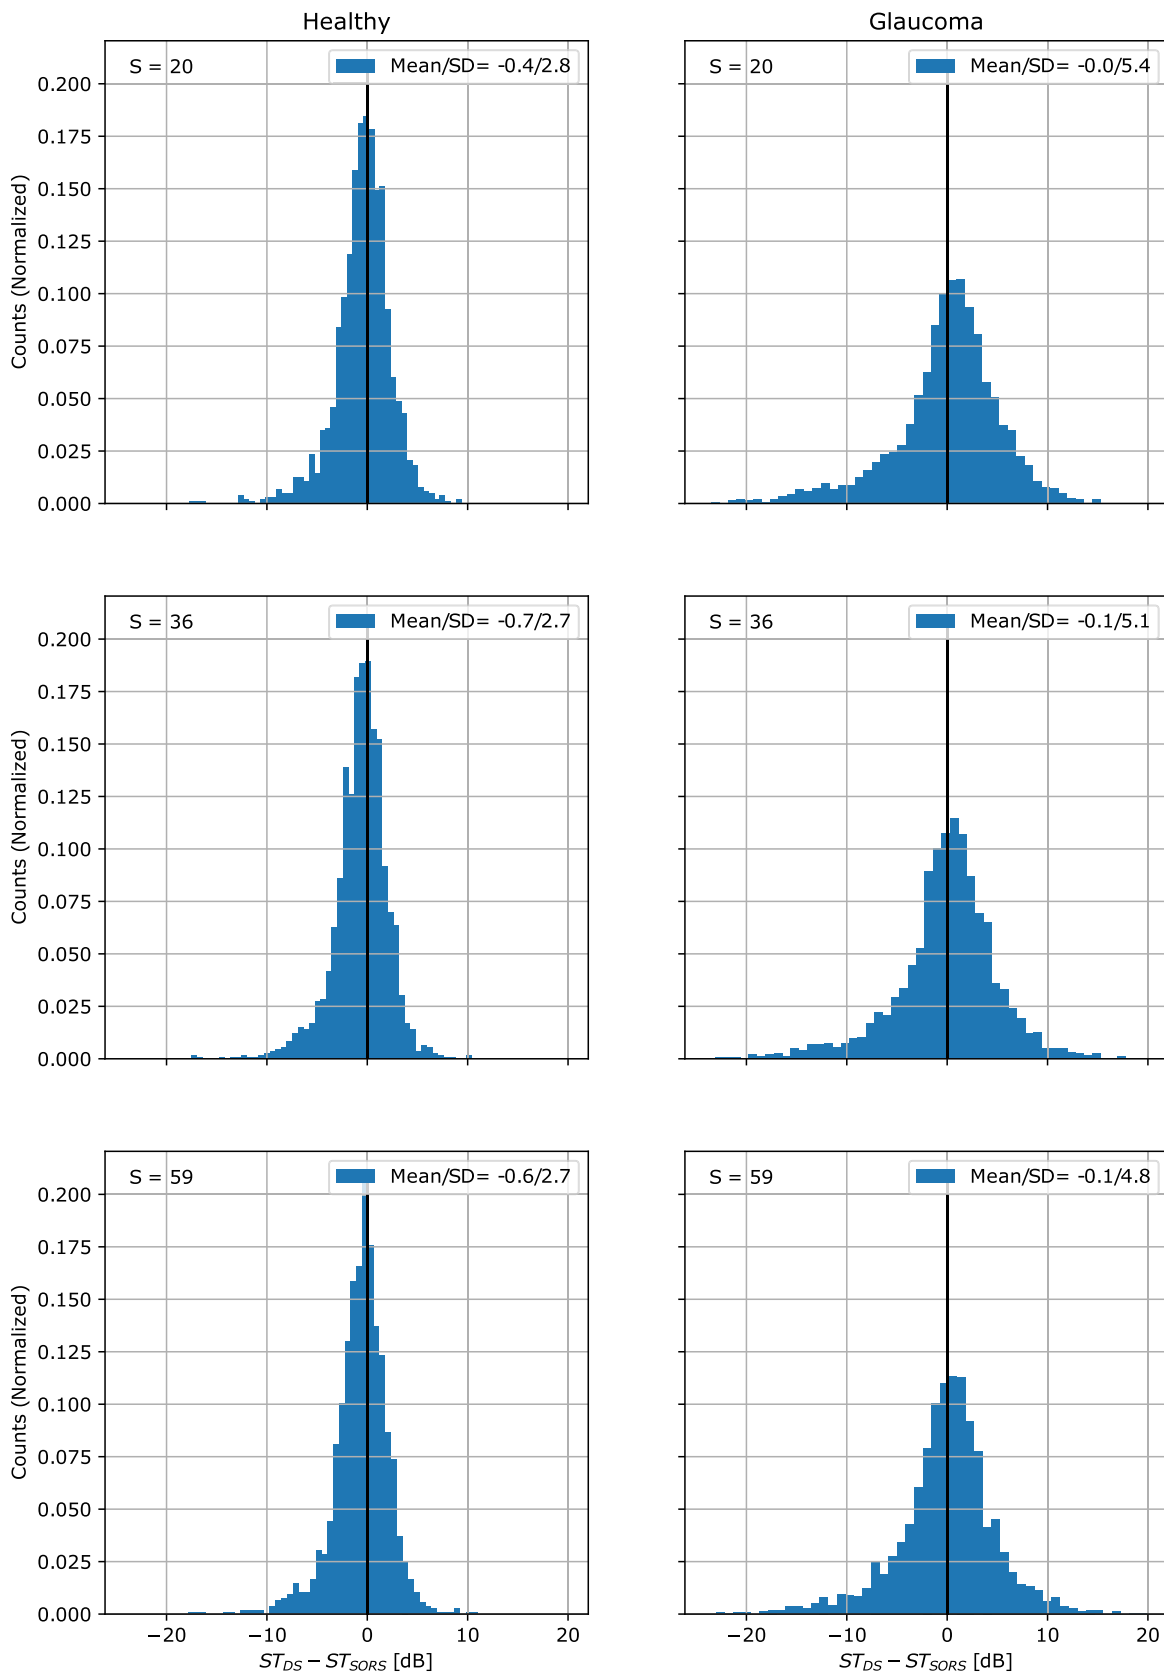 Healthy
Glaucoma
S = 20
Mean/SD= -0.4/2.8
S = 20
Mean/SD= -0.0/5.4
Counts (Normalized)
0.200
0.175
0.150
0.125
0.100
0.075
0.050
0.025
0.000
S = 36
Mean/SD= -0.7/2.7
S = 36
Mean/SD= -0.1/5.1
Counts (Normalized)
0.200
0.175
0.150
0.125
0.100
0.075
0.050
0.025
0.000
S = 59
Mean/SD= -0.6/2.7
S = 59
Mean/SD= -0.1/4.8
Counts (Normalized)
0.200
0.175
0.150
0.125
0.100
0.075
0.050
0.025
0.000
−20 −10 0 10 20
−20 −10 0 10 20
ST_DS − ST_SORS [dB]
ST_DS − ST_SORS [dB]